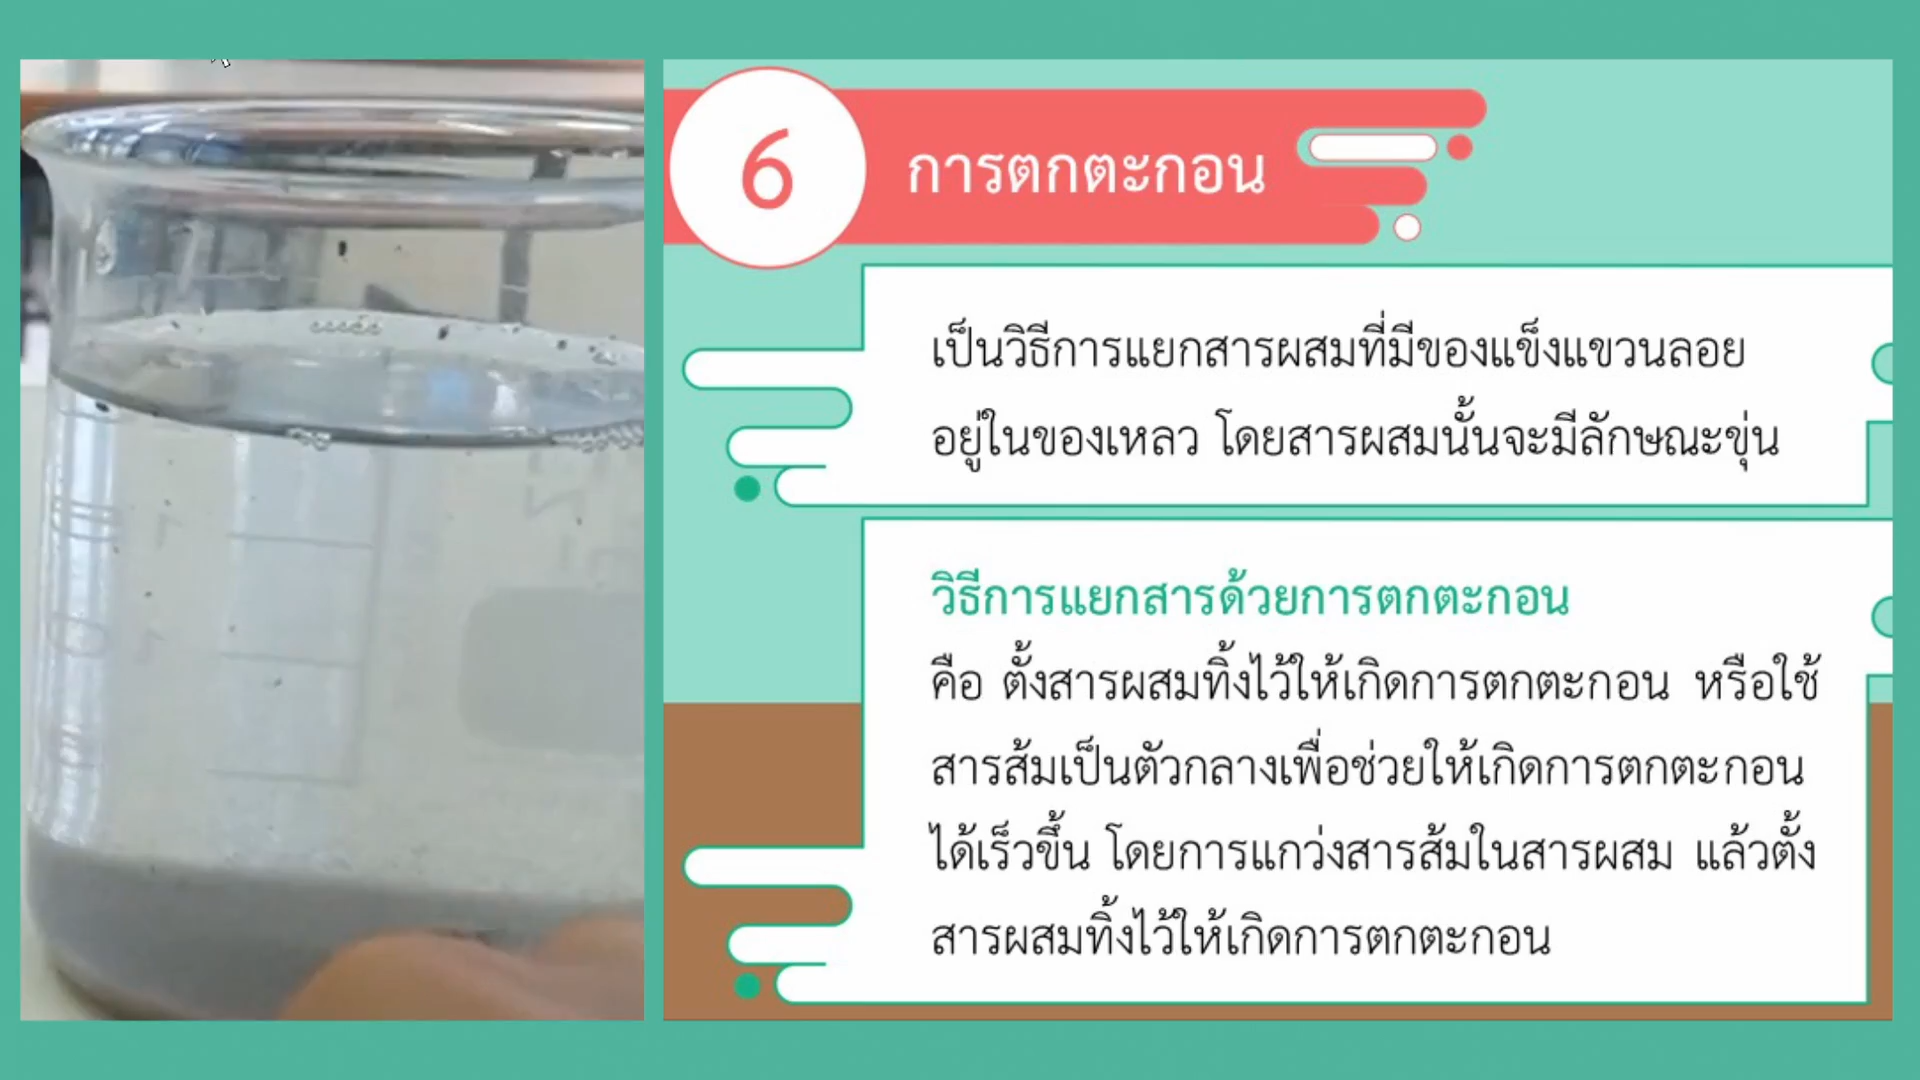 6
การตกตะกอน
เป็นวิธีการแยกสารผสมที่มีของแข็งแขวนลอย
อยู่ในของเหลว โดยสารผสมนั้นจะมีลักษณะขุ่น
วิธีการแยกสารด้วยการตกตะกอน
คือ ตั้งสารผสมทิ้งไว้ให้เกิดการตกตะกอน หรือใช้
สารส้มเป็นตัวกลางเพื่อช่วยให้เกิดการตกตะกอน
ได้เร็วขึ้น โดยการแกว่งสารส้มในสารผสม แล้วตั้ง
สารผสมทิ้งไว้ให้เกิดการตกตะกอน